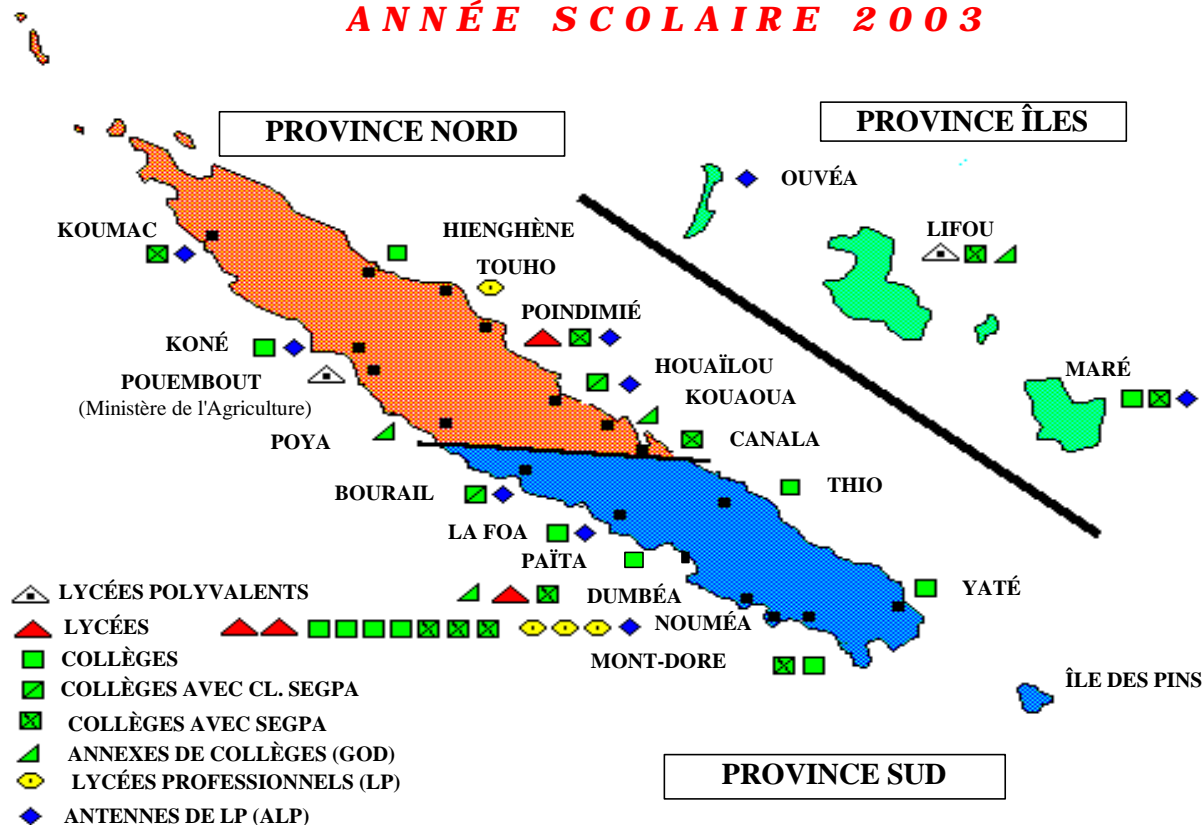 ANNÉE SCOLAIRE 2003
PROVINCE NORD
PROVINCE ÎLES
OUVÉA
KOUMAC
HIENGHÈNE
LIFOU
TOUHO
POINDIMIÉ
KONÉ
HOUAÏLOU
MARÉ
POUEMBOUT
(Ministère de l'Agriculture)
KOUAOUA
POYA
CANALA
BOURAIL
THIO
LA FOA
PAÏTA
YATÉ
DUMBÉA
NOUMÉA
MONT-DORE
ÎLE DES PINS
LYCÉES POLYVALENTS
LYCÉES
COLLÈGES
COLLÈGES AVEC CL. SEGPA
COLLÈGES AVEC SEGPA
ANNEXES DE COLLÈGES (GOD)
LYCÉES PROFESSIONNELS (LP)
ANTENNES DE LP (ALP)
PROVINCE SUD